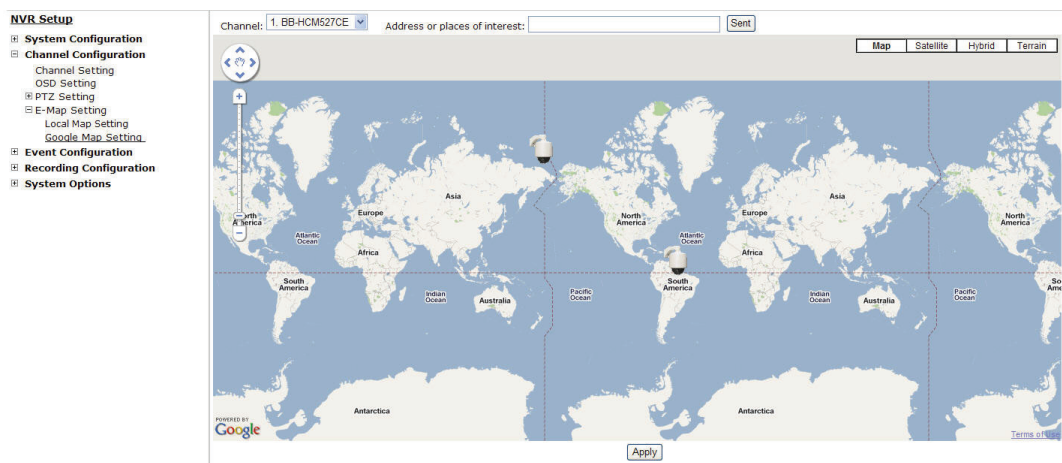 NVR Setup
System Configuration
Channel Configuration
Channel Setting
OSD Setting
PTZ Setting
E-Map Setting
Local Map Setting
Google Map Setting
Event Configuration
Recording Configuration
System Options
Channel: 1. BB-HCM527CE Address or places of interest: Sent
Map Satellite Hybrid Terrain
North America
Europe
Asia
Atlantic Ocean
Africa
South America
Indian Ocean
Australia
Pacific Ocean
Antarctica
North America
Atlantic Ocean
South America
Europe
Asia
Africa
Indian Ocean
Australia
Pacific Ocean
Antarctica
North America
So
Ame
POWERED BY
Google
Terms of Use
Apply